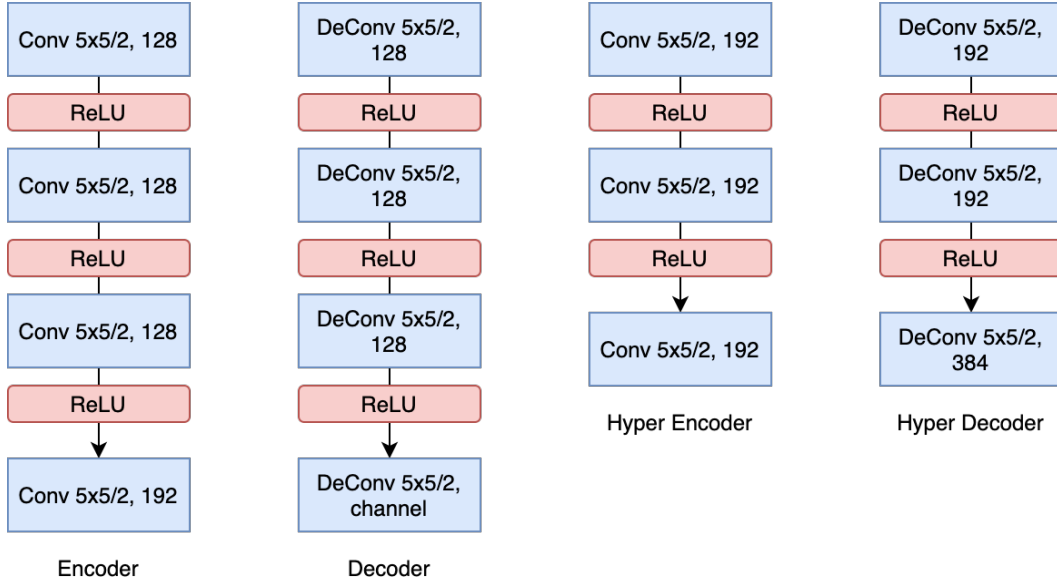 Conv 5x5/2, 128
ReLU
Conv 5x5/2, 128
ReLU
Conv 5x5/2, 128
ReLU
Conv 5x5/2, 192
Encoder
DeConv 5x5/2,
128
ReLU
DeConv 5x5/2,
128
ReLU
DeConv 5x5/2,
128
ReLU
DeConv 5x5/2,
channel
Decoder
Conv 5x5/2, 192
ReLU
Conv 5x5/2, 192
ReLU
Conv 5x5/2, 192
Hyper Encoder
DeConv 5x5/2,
192
ReLU
DeConv 5x5/2,
192
ReLU
DeConv 5x5/2,
384
Hyper Decoder